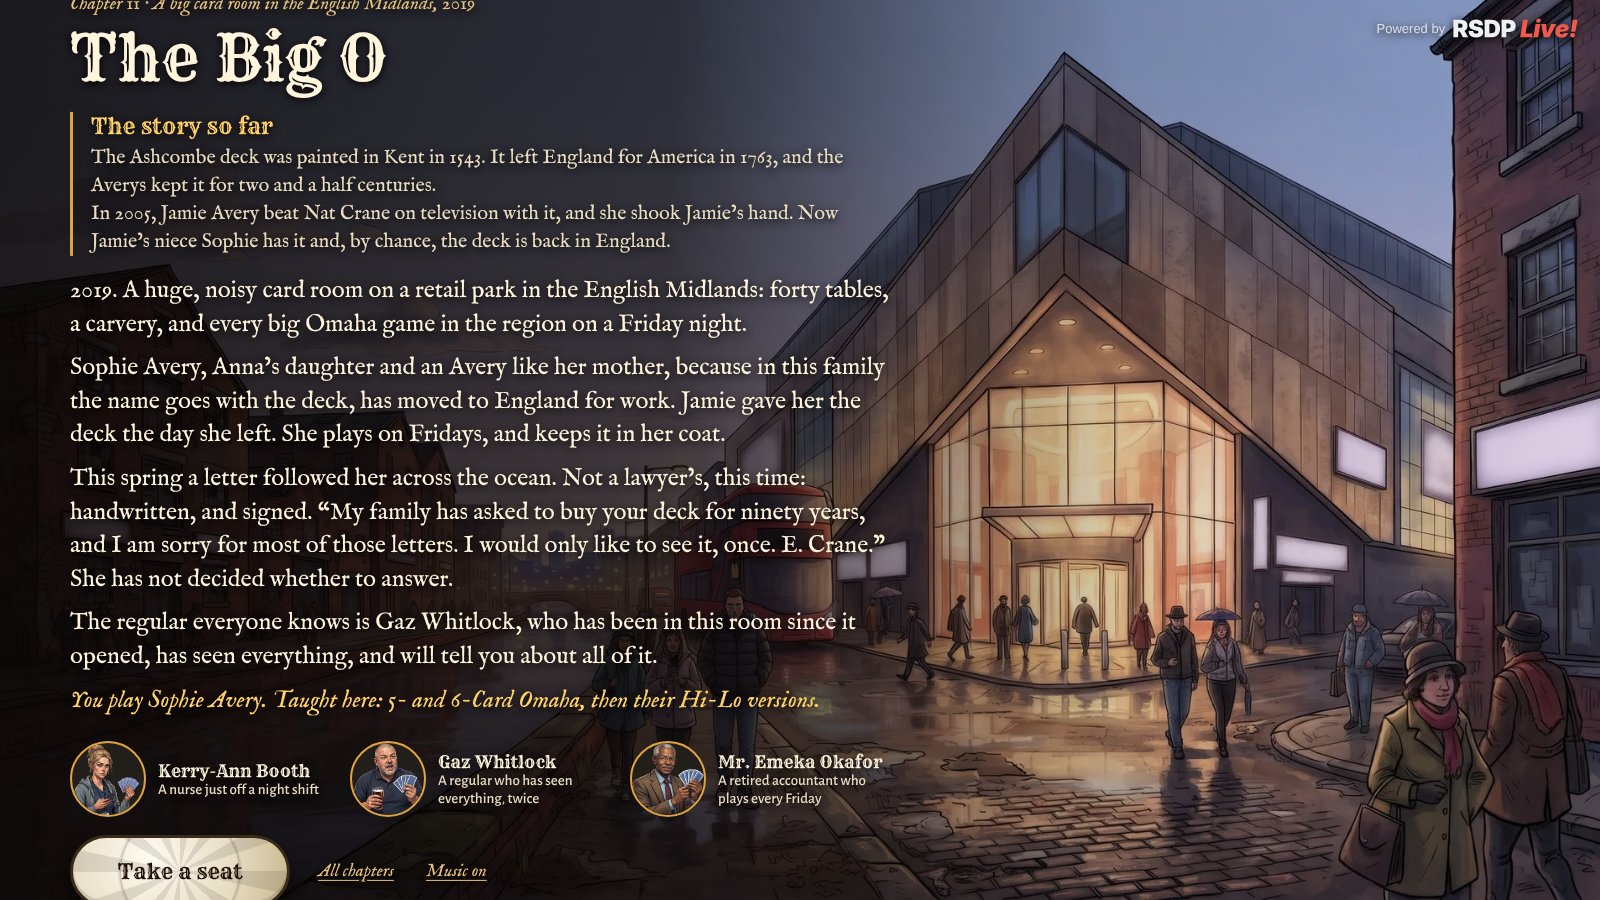 Chapter 11 · A big card room in the English Midlands, 2019
Powered by RSDP Live!
The Big O
The story so far
The Ashcombe deck was painted in Kent in 1543. It left England for America in 1763, and the
Averys kept it for two and a half centuries.
In 2005, Jamie Avery beat Nat Crane on television with it, and she shook Jamie’s hand. Now
Jamie’s niece Sophie has it and, by chance, the deck is back in England.
2019. A huge, noisy card room on a retail park in the English Midlands: forty tables,
a carvery, and every big Omaha game in the region on a Friday night.
Sophie Avery, Anna’s daughter and an Avery like her mother, because in this family
the name goes with the deck, has moved to England for work. Jamie gave her the
deck the day she left. She plays on Fridays, and keeps it in her coat.
This spring a letter followed her across the ocean. Not a lawyer’s, this time:
handwritten, and signed. “My family has asked to buy your deck for ninety years,
and I am sorry for most of those letters. I would only like to see it, once. E. Crane.”
She has not decided whether to answer.
The regular everyone knows is Gaz Whitlock, who has been in this room since it
opened, has seen everything, and will tell you about all of it.
You play Sophie Avery. Taught here: 5- and 6-Card Omaha, then their Hi-Lo versions.
Kerry-Ann Booth
A nurse just off a night shift
Gaz Whitlock
A regular who has seen
everything, twice
Mr. Emeka Okafor
A retired accountant who
plays every Friday
Take a seat
All chapters
Music on